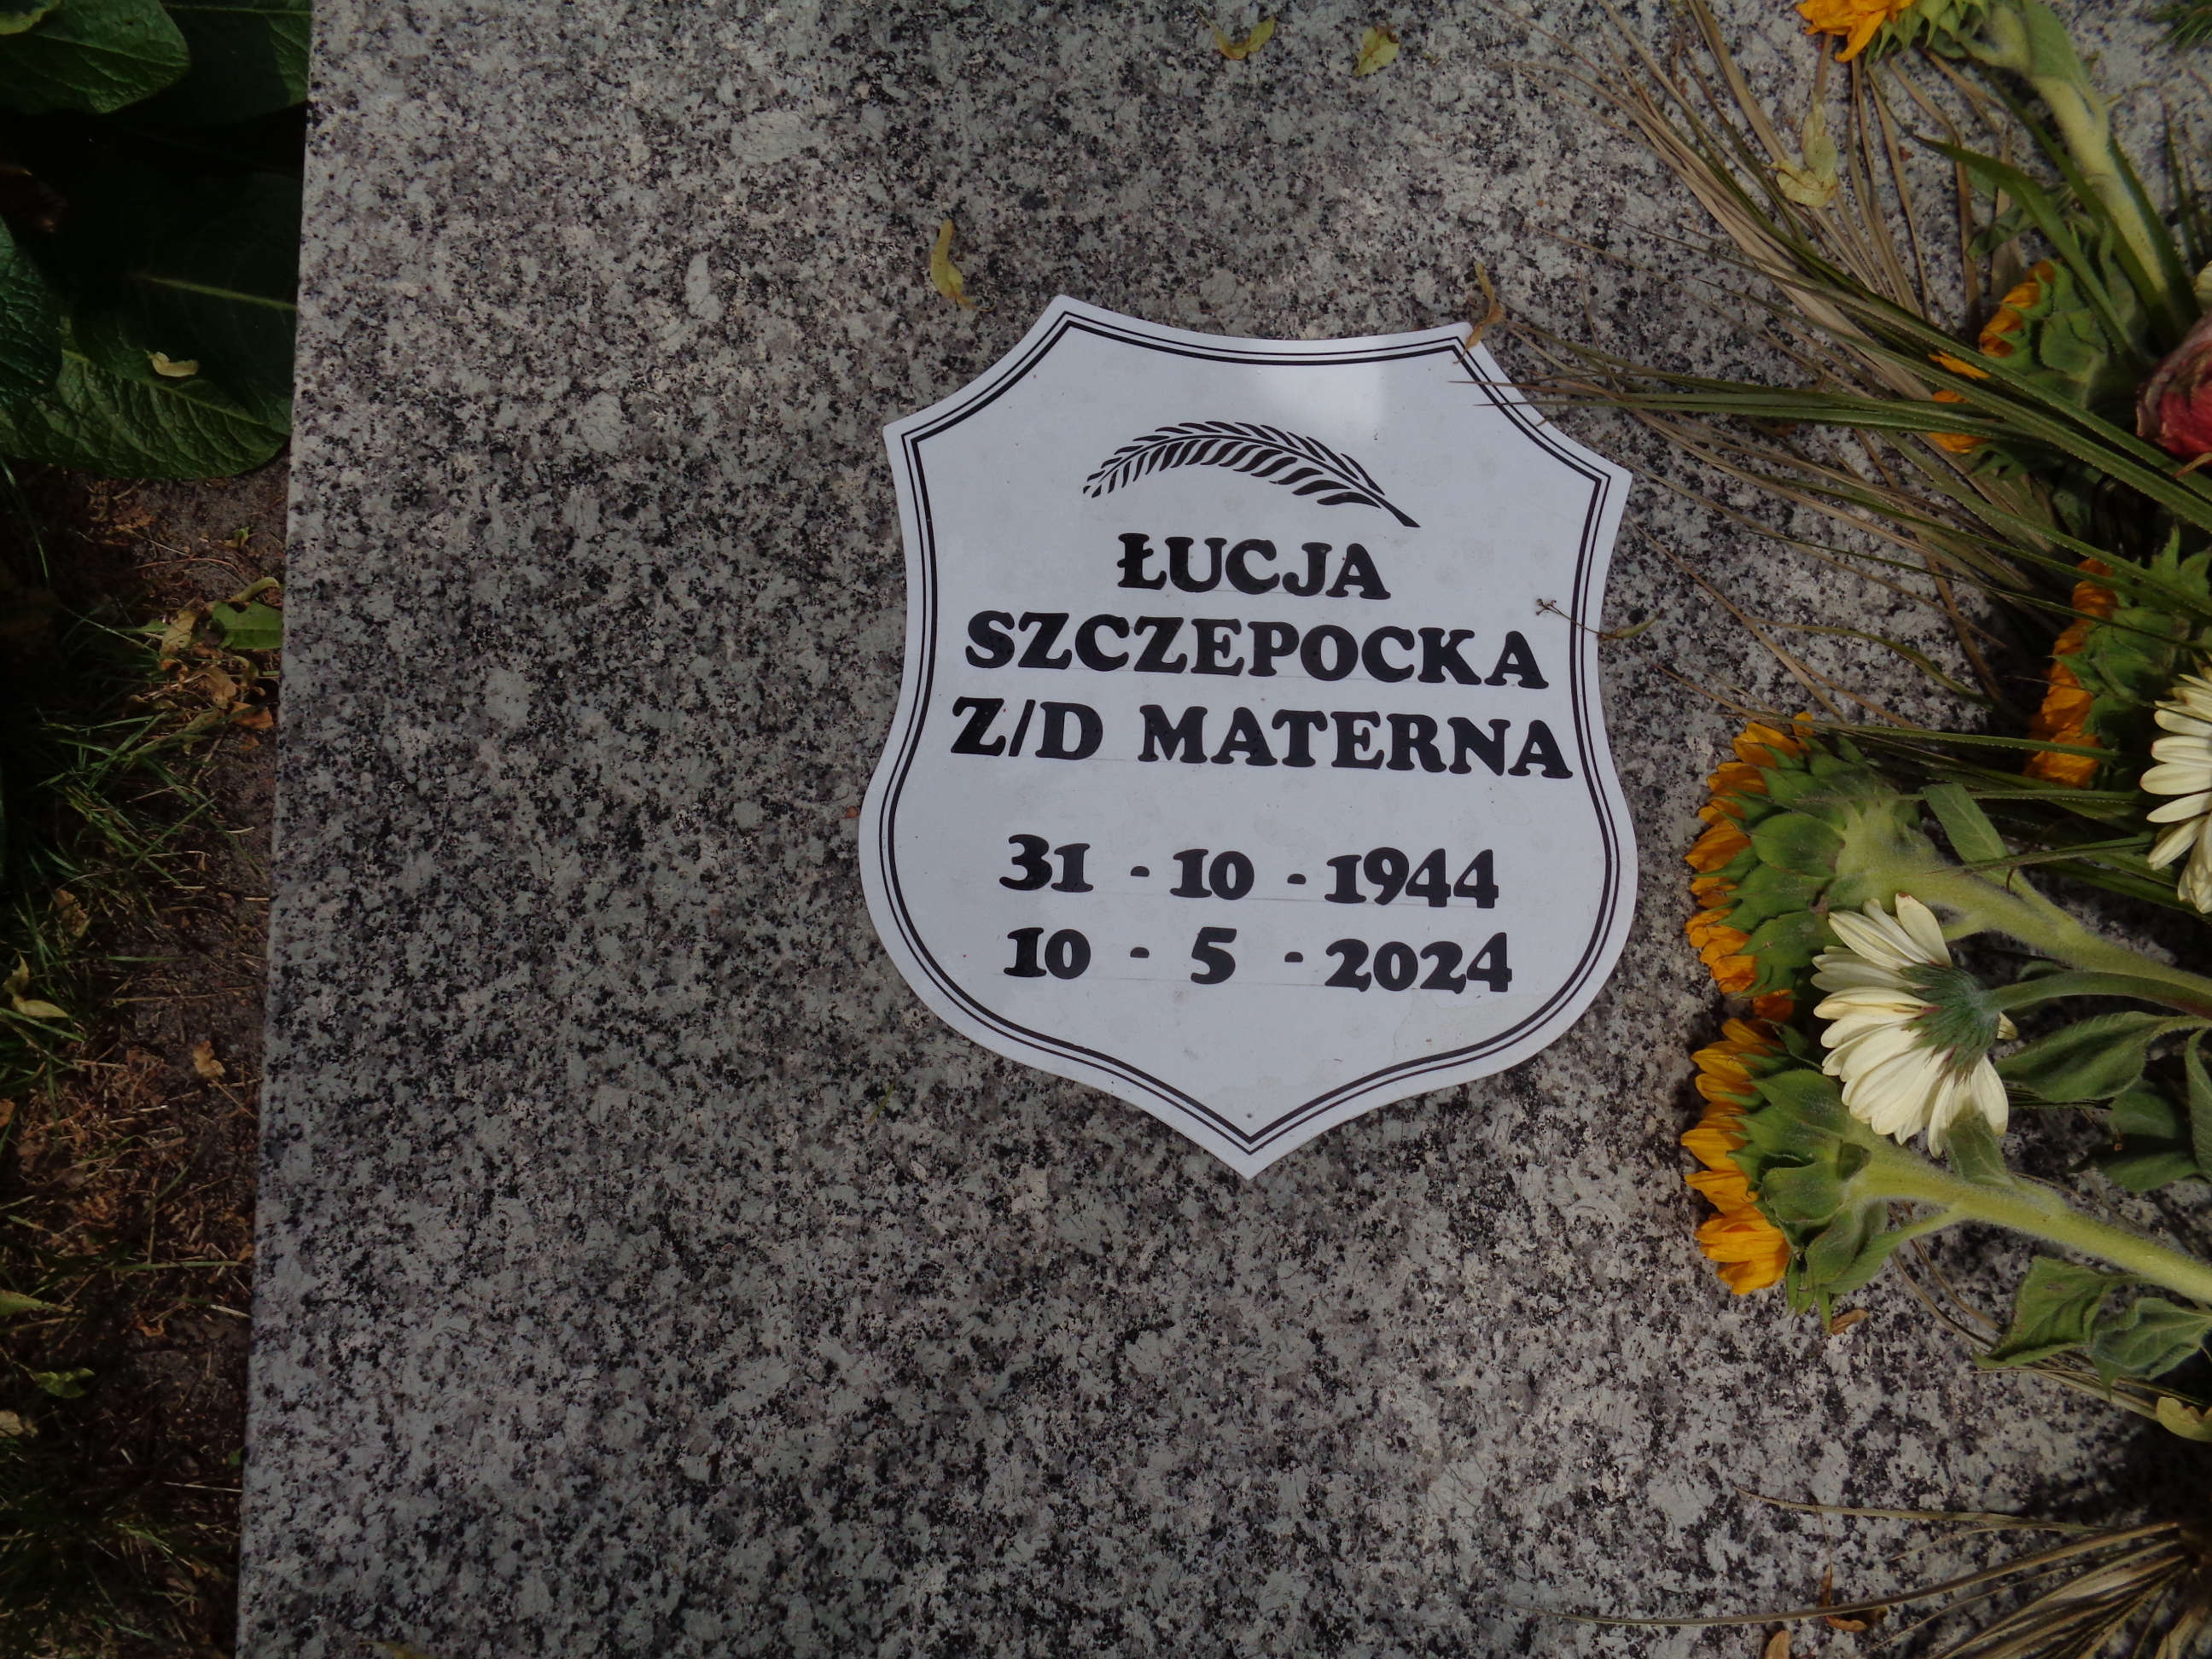 ŁUCJA
SZCZEPOCKA
Z/D MATERNA
31 - 10 - 1944
10 - 5 - 2024